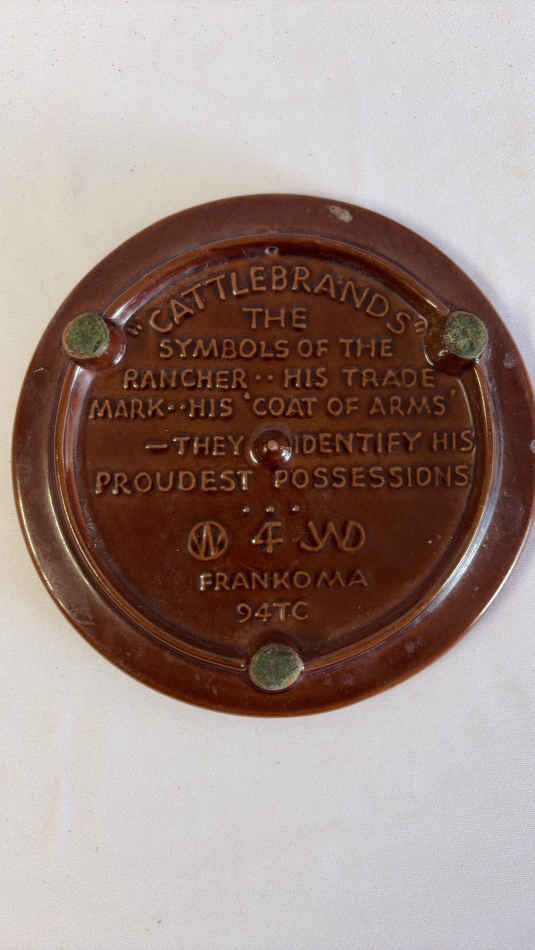 "CATTLEBRANDS"
THE
SYMBOLS OF THE
RANCHER·· HIS TRADE
MARK··HIS 'COAT OF ARMS'
—THEY IDENTIFY HIS
PROUDEST POSSESSIONS
...
FRANKOMA
94TC